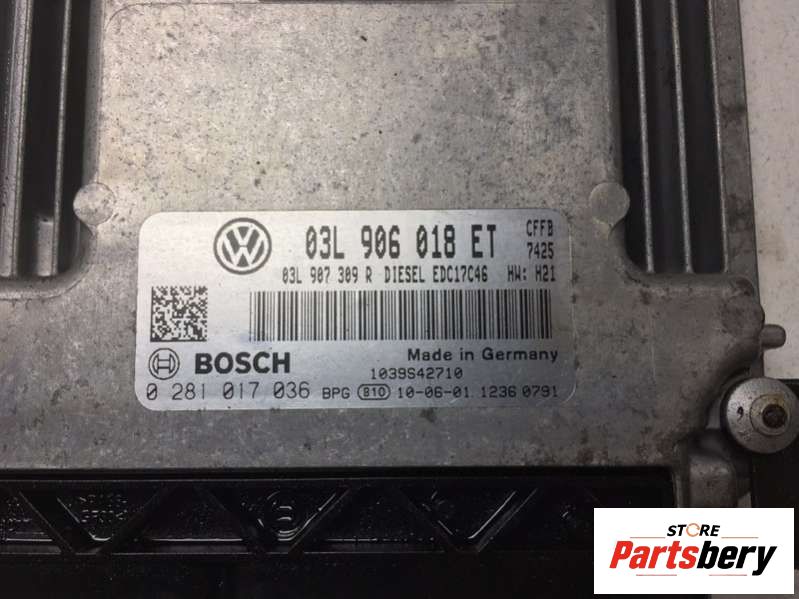 03L 906 018 ET CFFB
7425
03L 907 309 R DIESEL EDC17C46 HW: H21
BOSCH
Made in Germany
1039S42710
0 281 017 036 BPG 810 10-06-01 1236 0791
STORE
Partsbery